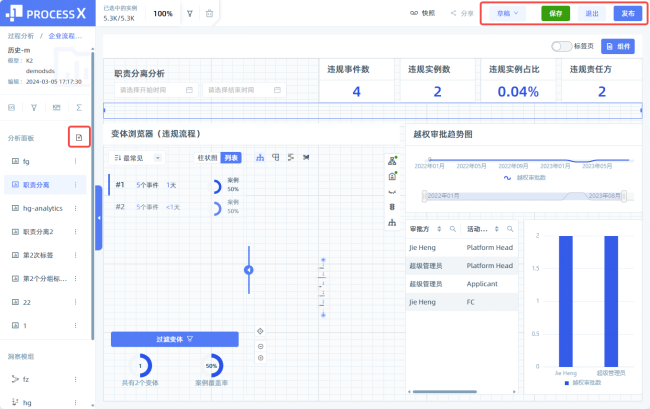 PROCESSX
已选中的实例
5.3K/5.3K
100%
快照
分享
草稿
保存
退出
发布
过程分析 / 企业流程...
历史-m
模型： K2
demodsds
编辑： 2024-03-05 17:17:30
标签页
组件
分析面板
fg
职责分离
hg-analytics
职责分离2
第2次标签
第2个分组标...
22
1
洞察模组
fz
hg
职责分离分析
请选择开始时间
请选择结束时间
违规事件数
4
违规实例数
2
违规实例占比
0.04%
违规责任方
2
变体浏览器（违规流程）
最常见
柱状图
列表
#1
5个事件
1天
案例
50%
#2
5个事件
<1天
案例
50%
过滤变体
1
共有2个变体
50%
案例覆盖率
越权审批趋势图
0
2022年01月
2022年05月
2022年09月
2023年01月
2023年05月
越权审批数
2022年01月
2023年08月
审批方
活动...
Jie Heng
Platform Head
超级管理员
Platform Head
超级管理员
Applicant
Jie Heng
FC
2
1.5
1
0.5
0
Jie Heng
超级管理员
越权审批数